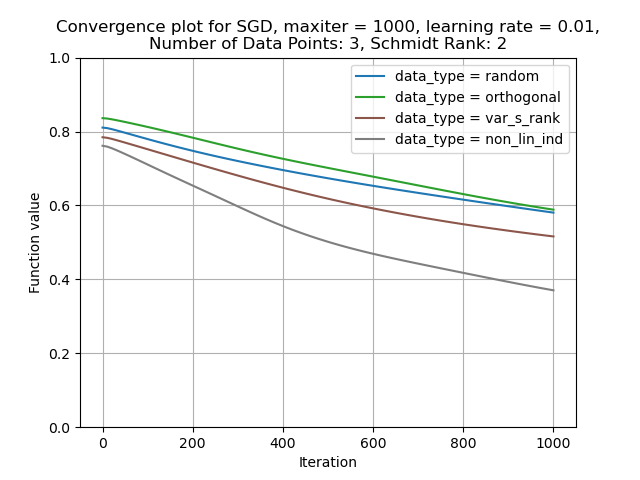 Convergence plot for SGD, maxiter = 1000, learning rate = 0.01,
Number of Data Points: 3, Schmidt Rank: 2
1.0
0.8
0.6
0.4
0.2
0.0
Function value
data_type = random
data_type = orthogonal
data_type = var_s_rank
data_type = non_lin_ind
0 200 400 600 800 1000
Iteration